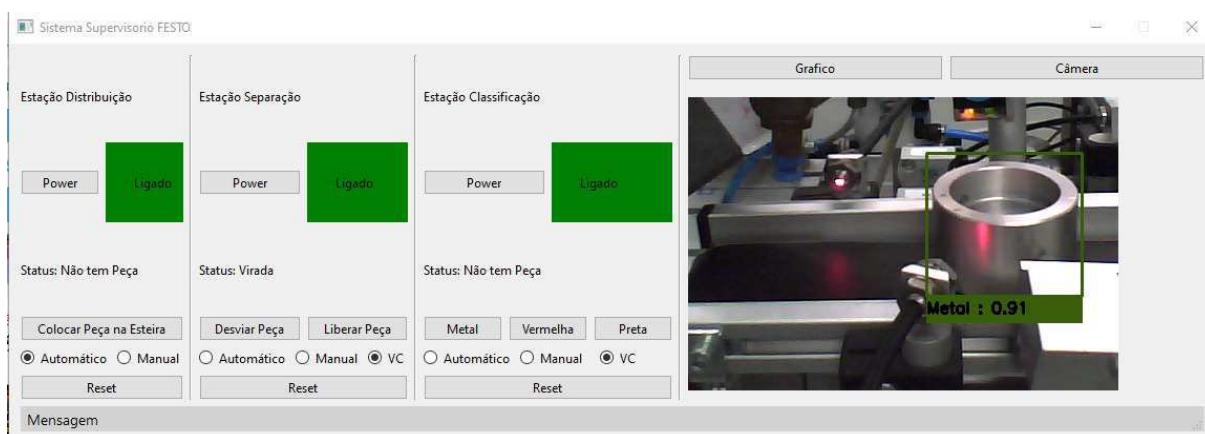 Sistema Supervisorio FESTO
Grafico
Câmera
Estação Distribuição
Estação Separação
Estação Classificação
Power
Ligado
Power
Ligado
Power
Ligado
Status: Não tem Peça
Status: Virada
Status: Não tem Peça
Metal : 0.91
Colocar Peça na Esteira
Desviar Peça
Liberar Peça
Metal
Vermelha
Preta
Automático
Manual
Automático
Manual
VC
Automático
Manual
VC
Reset
Reset
Reset
Mensagem